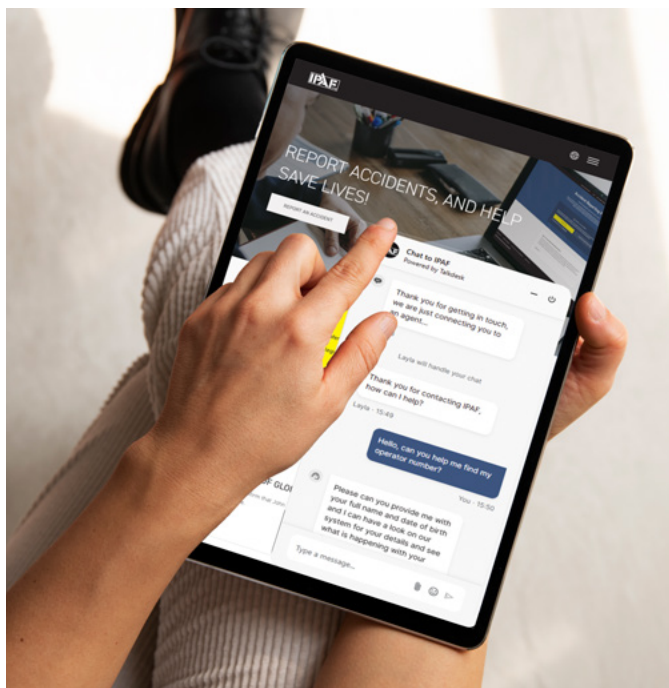 IPAF
REPORT ACCIDENTS, AND HELP
SAVE LIVES!
REPORT AN ACCIDENT
Chat to IPAF
Powered by Talkdesk
Thank you for getting in touch,
we are just connecting you to
an agent...
Layla will handle your chat
Thank you for contacting IPAF,
how can I help?
Layla · 15:49
Hello, can you help me find my
operator number?
You · 15:50
Please can you provide me with
your full name and date of birth
and I can have a look on our
system for your details and see
what is happening with your
Type a message...